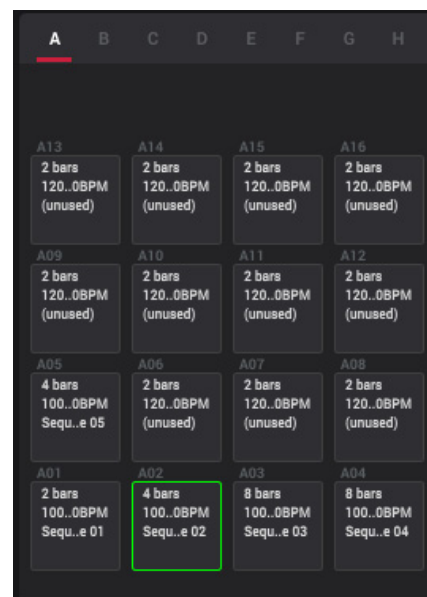 A B C D E F G H
A13 A14 A15 A16
2 bars 2 bars 2 bars 2 bars
120..0BPM 120..0BPM 120..0BPM 120..0BPM
(unused) (unused) (unused) (unused)
A09 A10 A11 A12
2 bars 2 bars 2 bars 2 bars
120..0BPM 120..0BPM 120..0BPM 120..0BPM
(unused) (unused) (unused) (unused)
A05 A06 A07 A08
4 bars 2 bars 2 bars 2 bars
100..0BPM 120..0BPM 120..0BPM 120..0BPM
Sequ..e 05 (unused) (unused) (unused)
A01 A02 A03 A04
2 bars 4 bars 8 bars 8 bars
100..0BPM 100..0BPM 100..0BPM 100..0BPM
Sequ..e 01 Sequ..e 02 Sequ..e 03 Sequ..e 04